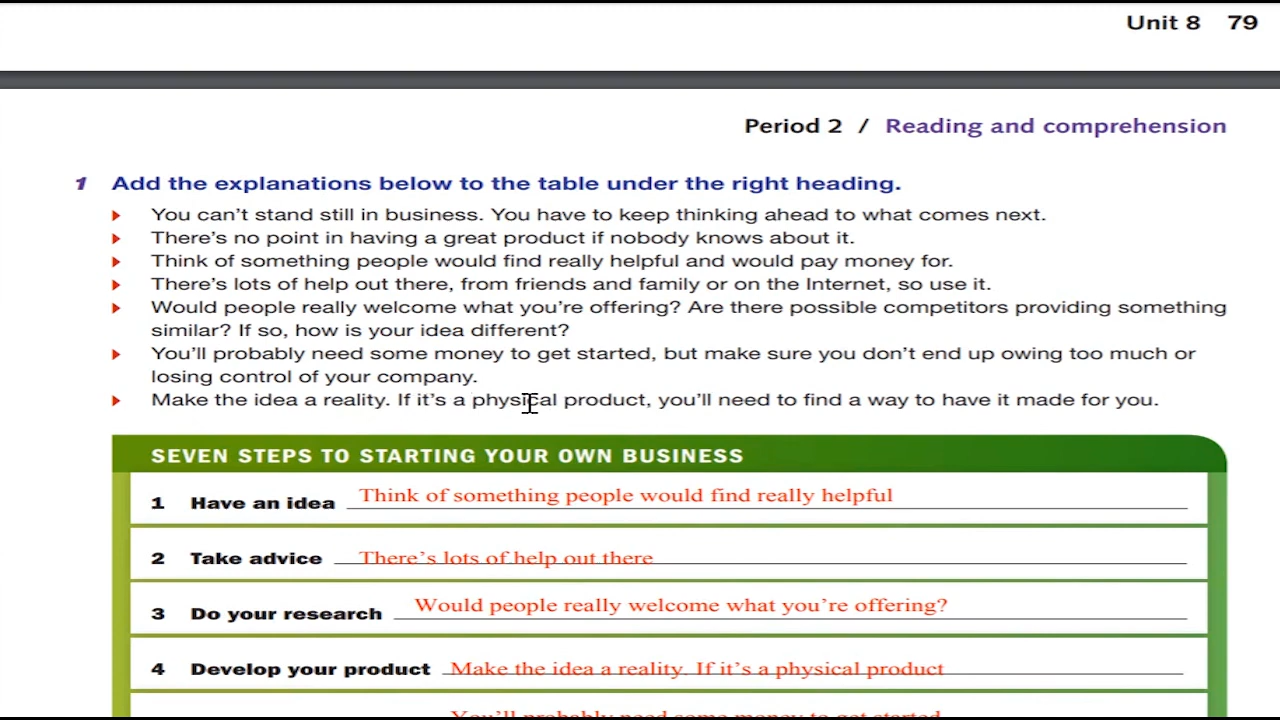 Unit 8 79
Period 2 / Reading and comprehension
1 Add the explanations below to the table under the right heading.
You can't stand still in business. You have to keep thinking ahead to what comes next.
There's no point in having a great product if nobody knows about it.
Think of something people would find really helpful and would pay money for.
There's lots of help out there, from friends and family or on the Internet, so use it.
Would people really welcome what you're offering? Are there possible competitors providing something
similar? If so, how is your idea different?
You'll probably need some money to get started, but make sure you don't end up owing too much or
losing control of your company.
Make the idea a reality. If it's a physical product, you'll need to find a way to have it made for you.
SEVEN STEPS TO STARTING YOUR OWN BUSINESS
1 Have an idea Think of something people would find really helpful
2 Take advice There's lots of help out there
3 Do your research Would people really welcome what you're offering?
4 Develop your product Make the idea a reality. If it's a physical product
You'll probably need some money to get started